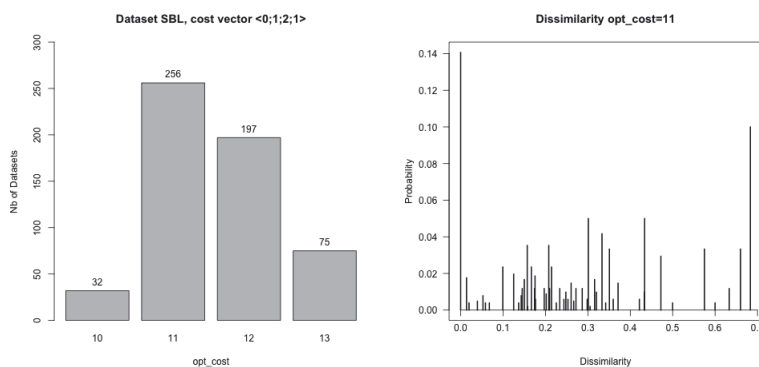 Dataset SBL, cost vector <0;1;2;1>
Nb of Datasets
300
250
200
150
100
50
0
32
256
197
75
10 11 12 13
opt_cost
Dissimilarity opt_cost=11
Probability
0.14
0.12
0.10
0.08
0.06
0.04
0.02
0.00
0.0 0.1 0.2 0.3 0.4 0.5 0.6
Dissimilarity